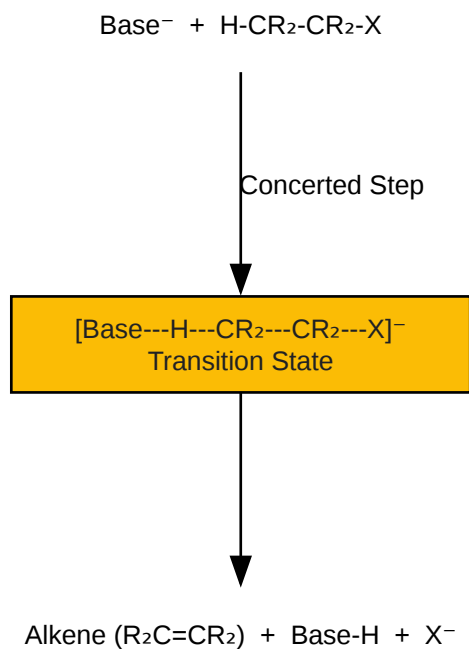 Base⁻ + H-CR₂-CR₂-X
Concerted Step
[Base---H---CR₂---CR₂---X]⁻
Transition State
Alkene (R₂C=CR₂) + Base-H + X⁻